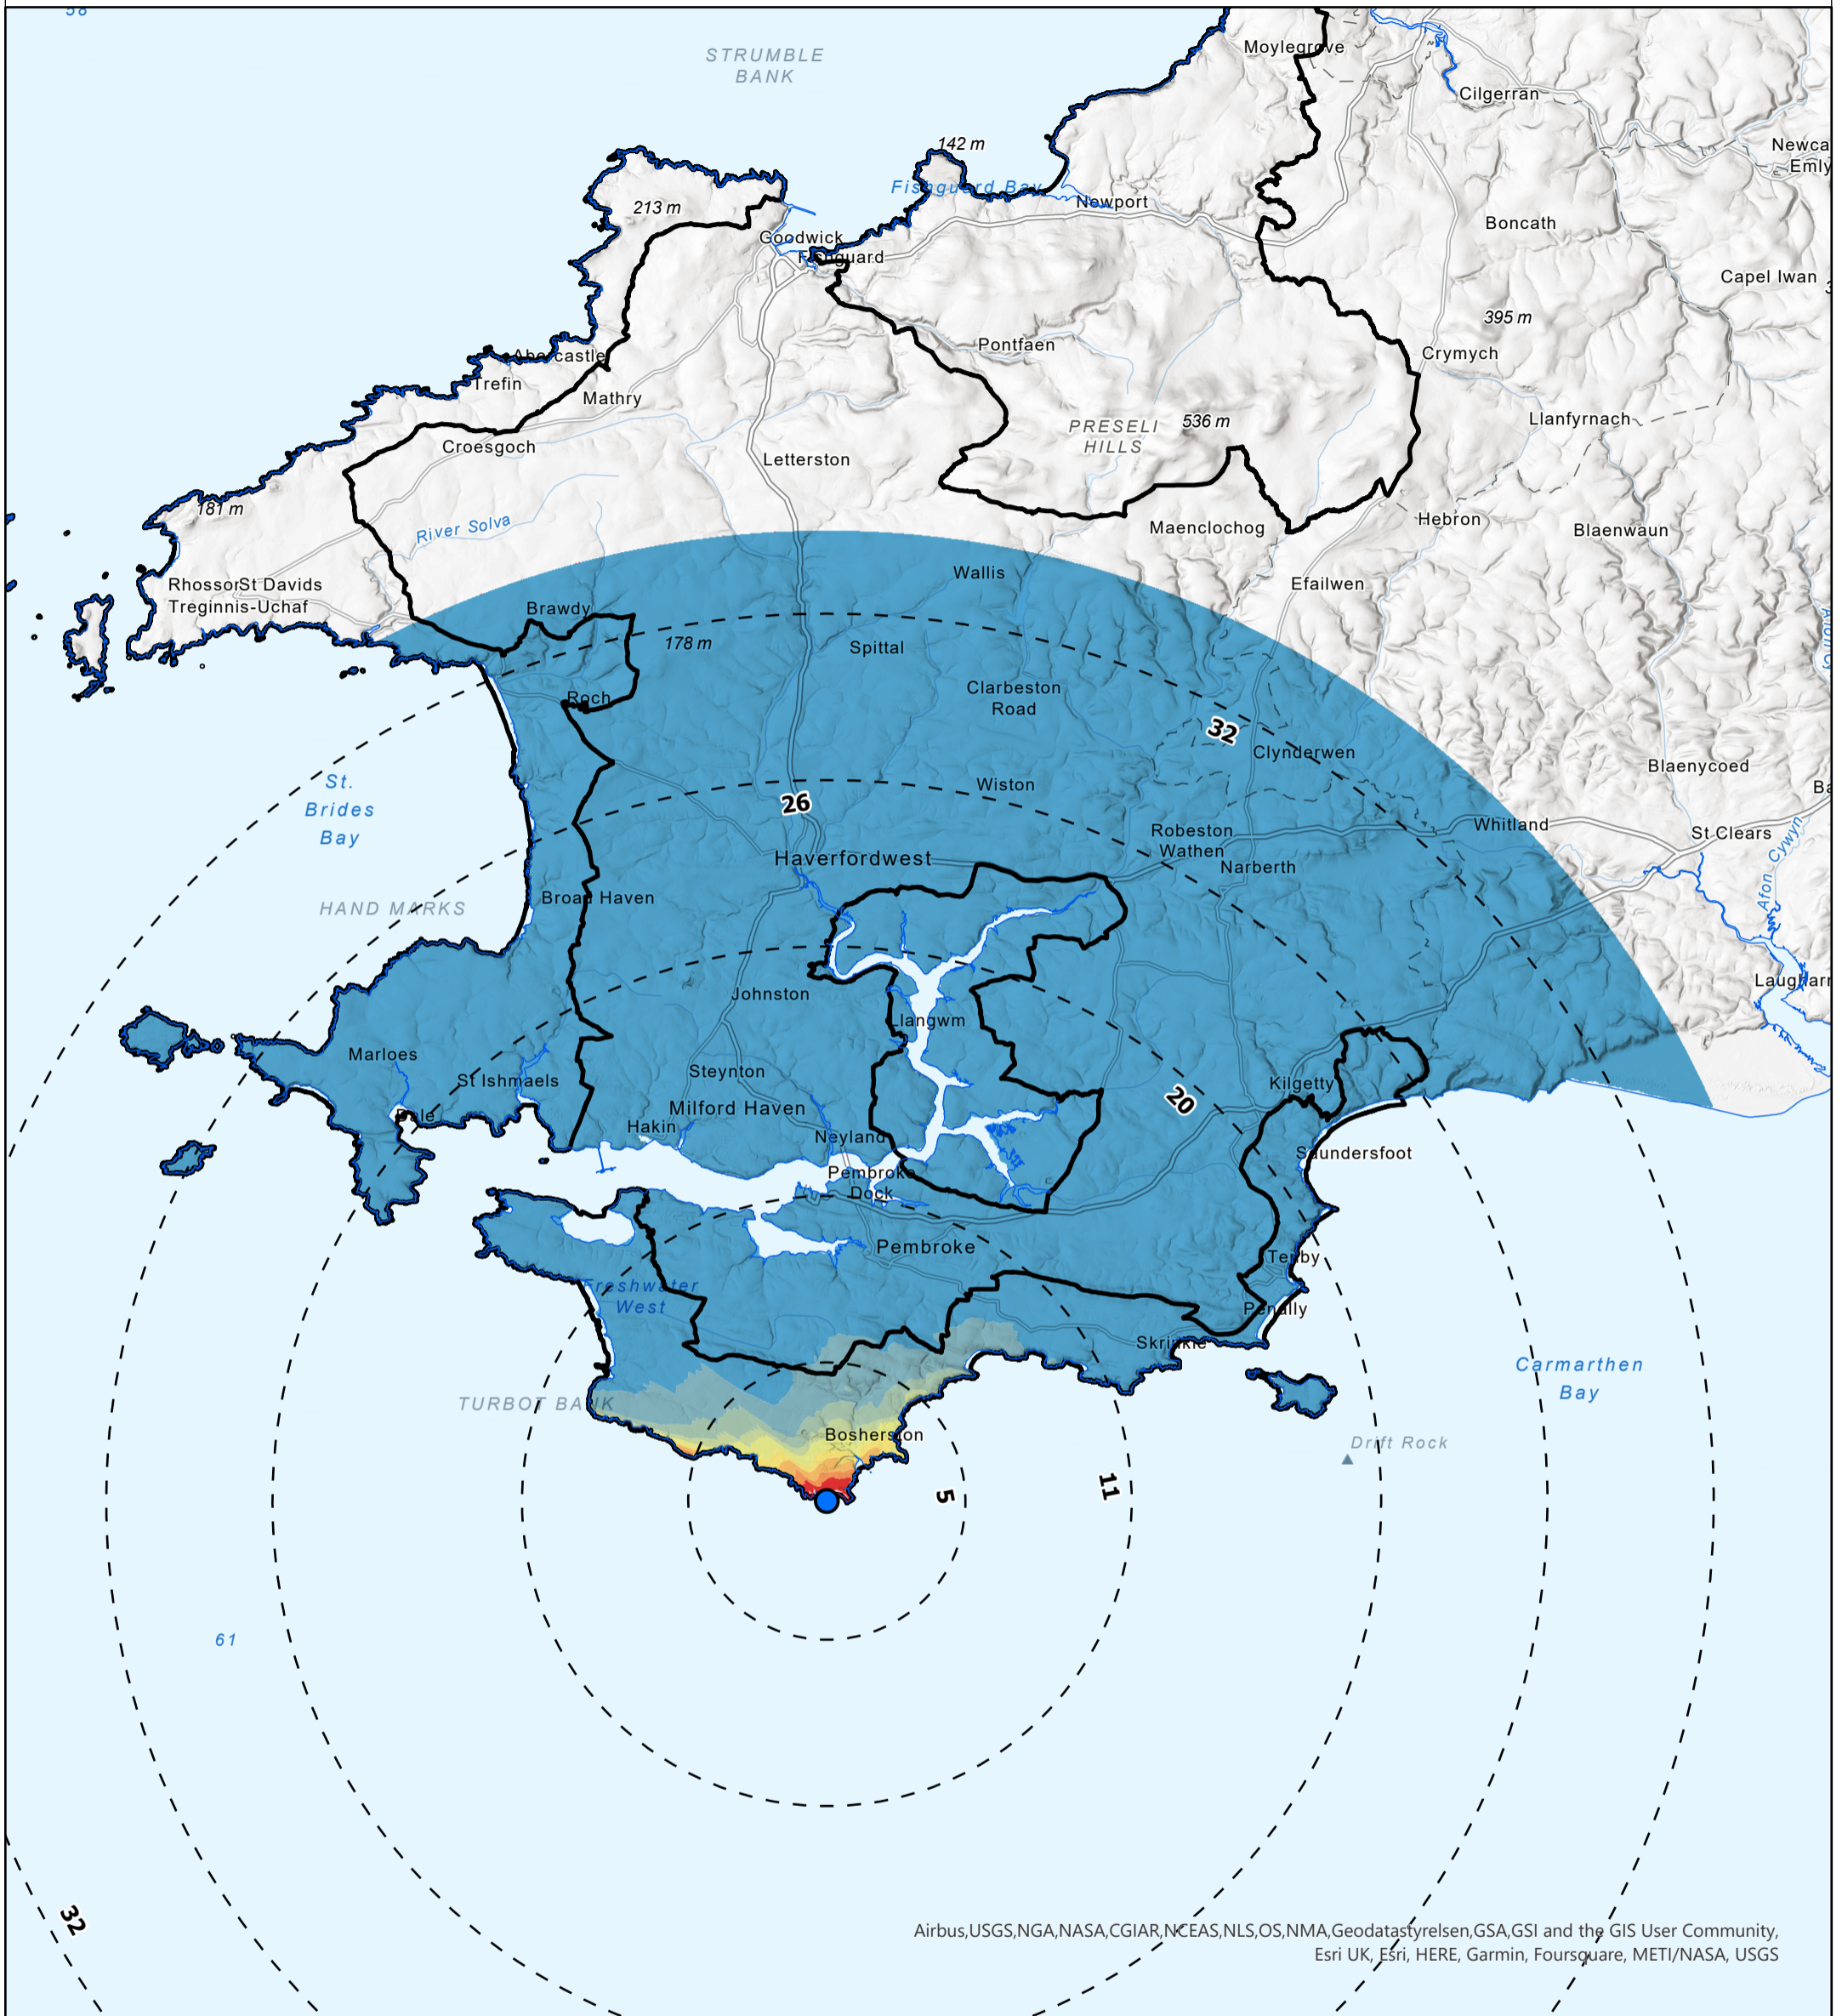 58
STRUMBLE
BANK
Moylegrove
Cilgerran
142 m
Newca
Emly
Fishguard Bay
213 m
Newport
Boncath
Goodwick
Fishguard
Capel Iwan
395 m
Pontfaen
Abercastle
Crymych
Trefin
Mathry
536 m
Llanfyrnach
PRESELI
HILLS
Croesgoch
Letterston
181 m
River Solva
Maenclochog
Hebron
Blaenwaun
Wallis
Rhossor
St Davids
Efailwen
Treginnis-Uchaf
Brawdy
178 m
Spittal
Clarbeston
Road
Roch
32
Clynderwen
Blaenycoed
St.
Brides
Bay
Wiston
Ba
26
Whitland
Robeston
Wathen
St Clears
Haverfordwest
Narberth
Afon Cywyn
Broad Haven
HAND MARKS
Laugharn
Johnston
Llangwm
Marloes
Steynton
St Ishmaels
Kilgetty
20
Milford Haven
Dale
Hakin
Neyland
Saundersfoot
Pembroke
Dock
Pembroke
Tenby
Freshwater
West
Penally
Skrinkle
Carmarthen
Bay
TURBOT BANK
Bosherston
Drift Rock
5
11
61
32
Airbus,USGS,NGA,NASA,CGIAR,NCEAS,NLS,OS,NMA,Geodatastyrelsen,GSA,GSI and the GIS User Community,
Esri UK, Esri, HERE, Garmin, Foursquare, METI/NASA, USGS